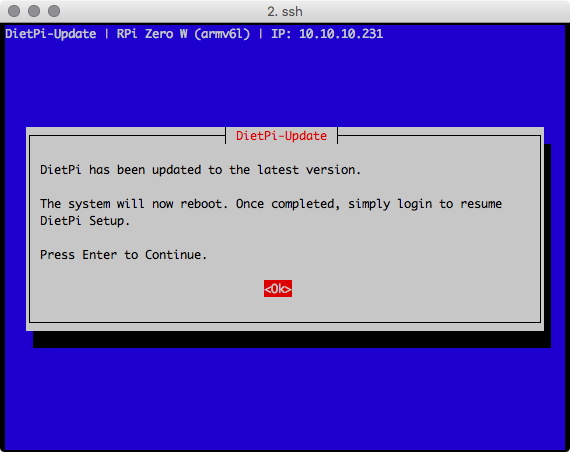 2. ssh
DietPi-Update | RPi Zero W (armv6l) | IP: 10.10.10.231
DietPi-Update
DietPi has been updated to the latest version.
The system will now reboot. Once completed, simply login to resume
DietPi Setup.
Press Enter to Continue.
<Ok>